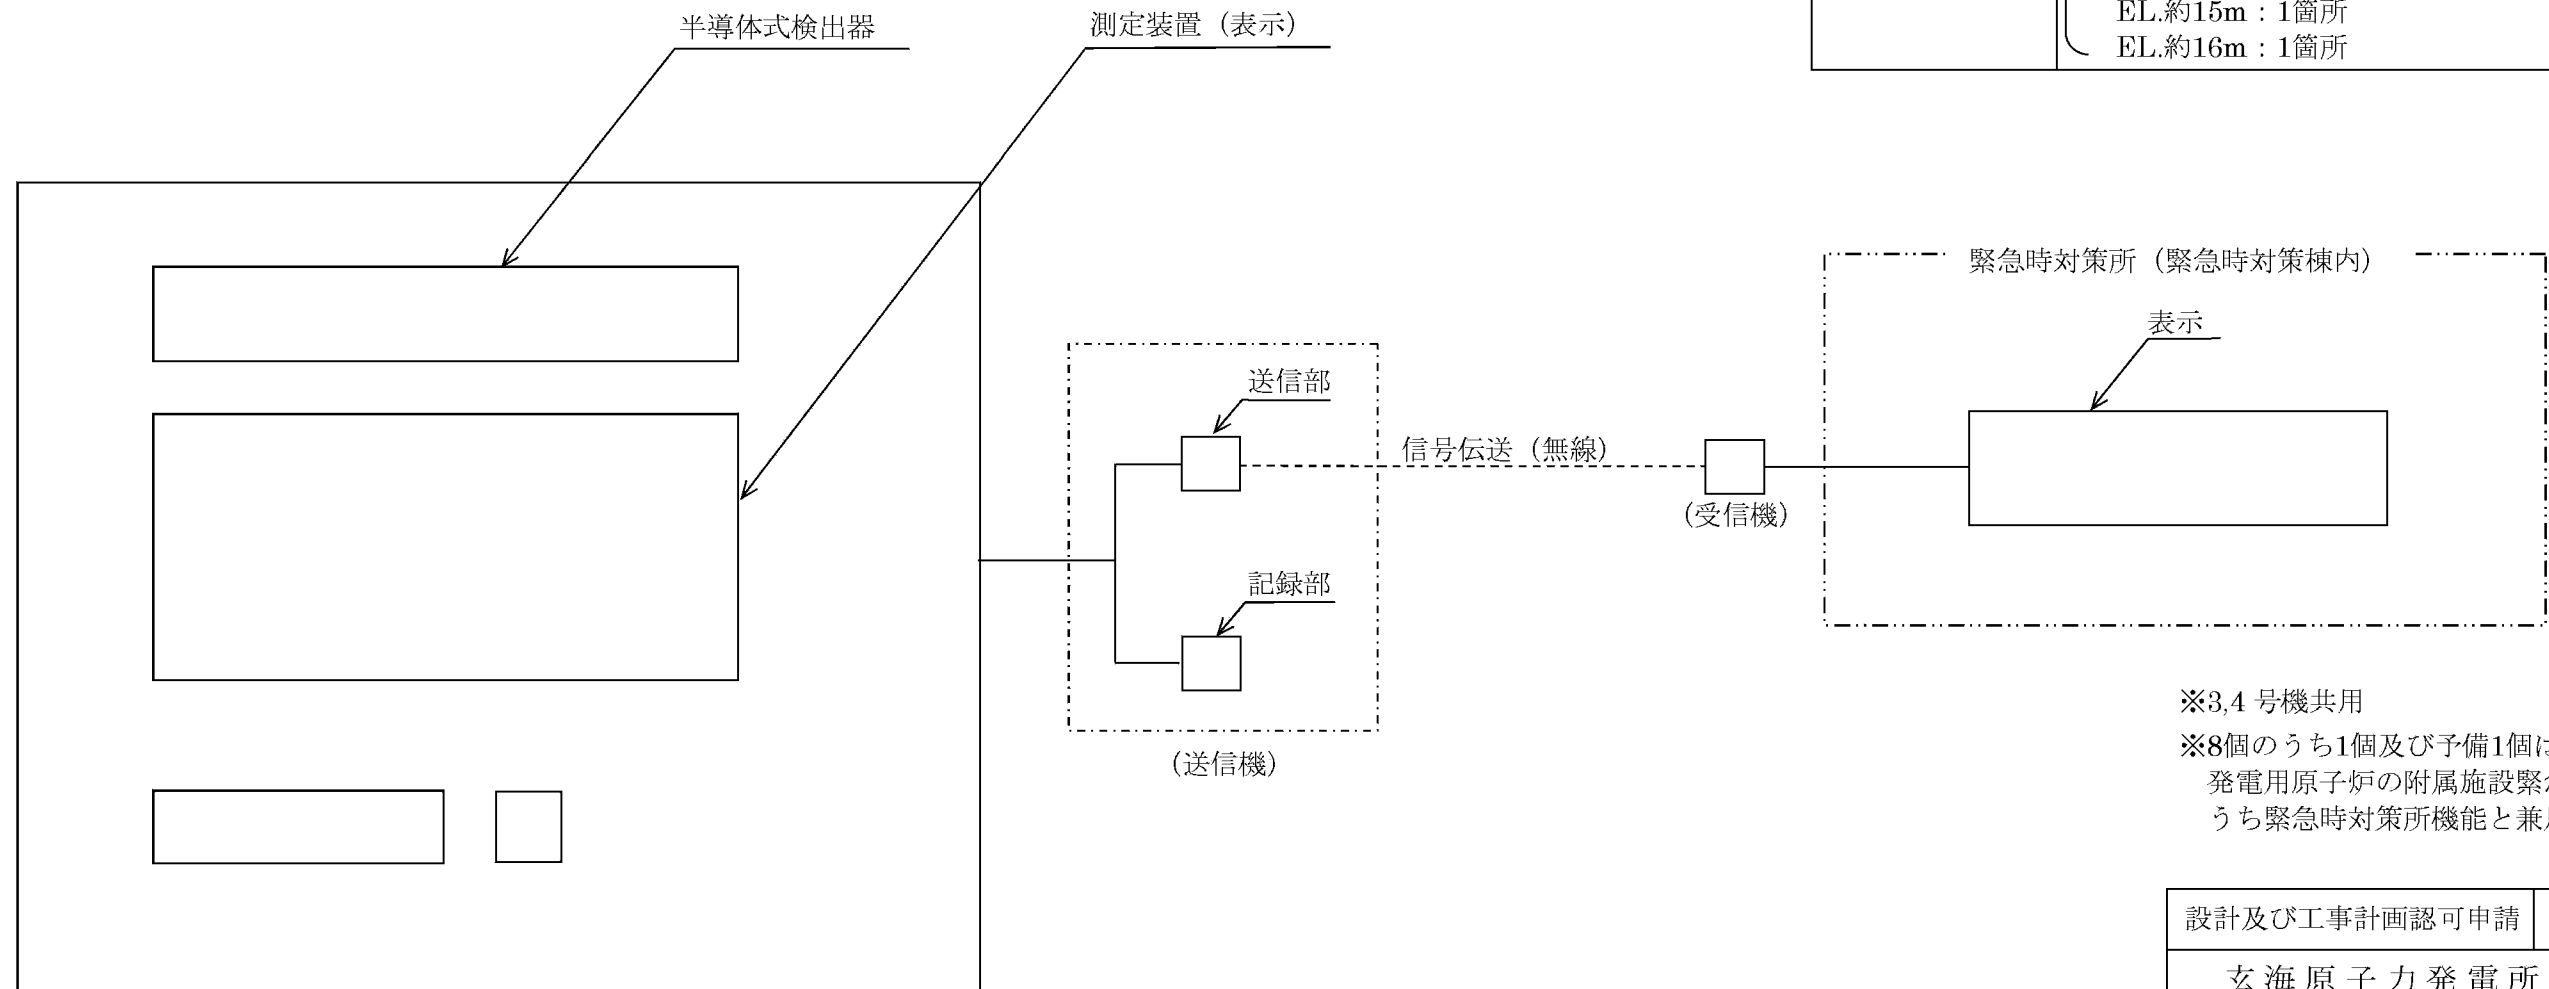 半導体式検出器
測定装置（表示）
EL.約15m：1箇所
EL.約16m：1箇所
緊急時対策所（緊急時対策棟内）
表示
送信部
信号伝送（無線）
（受信機）
記録部
（送信機）
※3,4 号機共用
※8個のうち1個及び予備1個は
発電用原子炉の附属施設緊急
うち緊急時対策所機能と兼用
設計及び工事計画認可申請
玄海原子力発電所